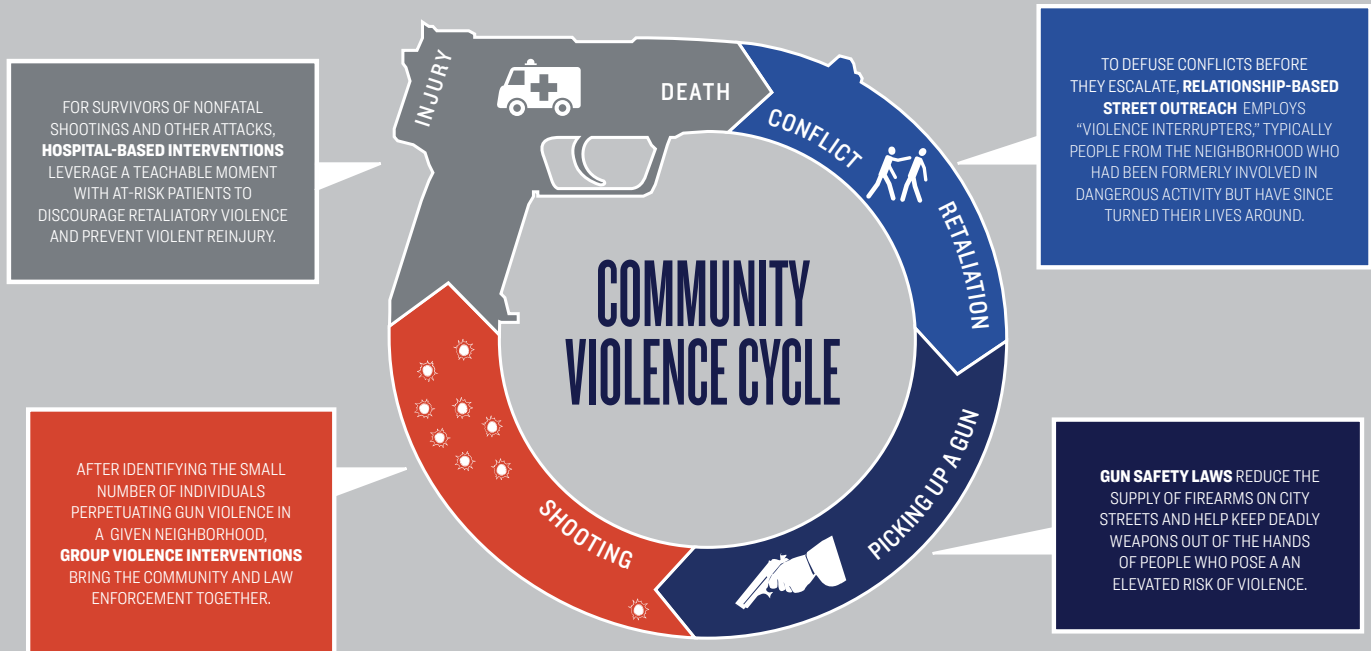 INJURY
DEATH
CONFLICT
RETALIATION
PICKING UP A GUN
SHOOTING
COMMUNITY
VIOLENCE CYCLE
FOR SURVIVORS OF NONFATAL
SHOOTINGS AND OTHER ATTACKS,
HOSPITAL-BASED INTERVENTIONS
LEVERAGE A TEACHABLE MOMENT
WITH AT-RISK PATIENTS TO
DISCOURAGE RETALIATORY VIOLENCE
AND PREVENT VIOLENT REINJURY.
TO DEFUSE CONFLICTS BEFORE
THEY ESCALATE, RELATIONSHIP-BASED
STREET OUTREACH EMPLOYS
“VIOLENCE INTERRUPTERS,” TYPICALLY
PEOPLE FROM THE NEIGHBORHOOD WHO
HAD BEEN FORMERLY INVOLVED IN
DANGEROUS ACTIVITY BUT HAVE SINCE
TURNED THEIR LIVES AROUND.
AFTER IDENTIFYING THE SMALL
NUMBER OF INDIVIDUALS
PERPETUATING GUN VIOLENCE IN
A GIVEN NEIGHBORHOOD,
GROUP VIOLENCE INTERVENTIONS
BRING THE COMMUNITY AND LAW
ENFORCEMENT TOGETHER.
GUN SAFETY LAWS REDUCE THE
SUPPLY OF FIREARMS ON CITY
STREETS AND HELP KEEP DEADLY
WEAPONS OUT OF THE HANDS
OF PEOPLE WHO POSE A AN
ELEVATED RISK OF VIOLENCE.